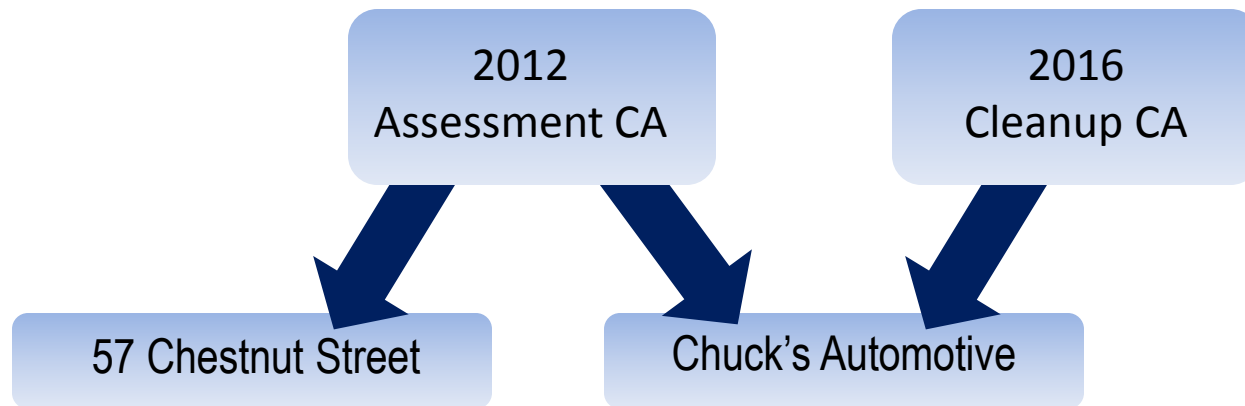 2012
Assessment CA
2016
Cleanup CA
57 Chestnut Street
Chuck’s Automotive